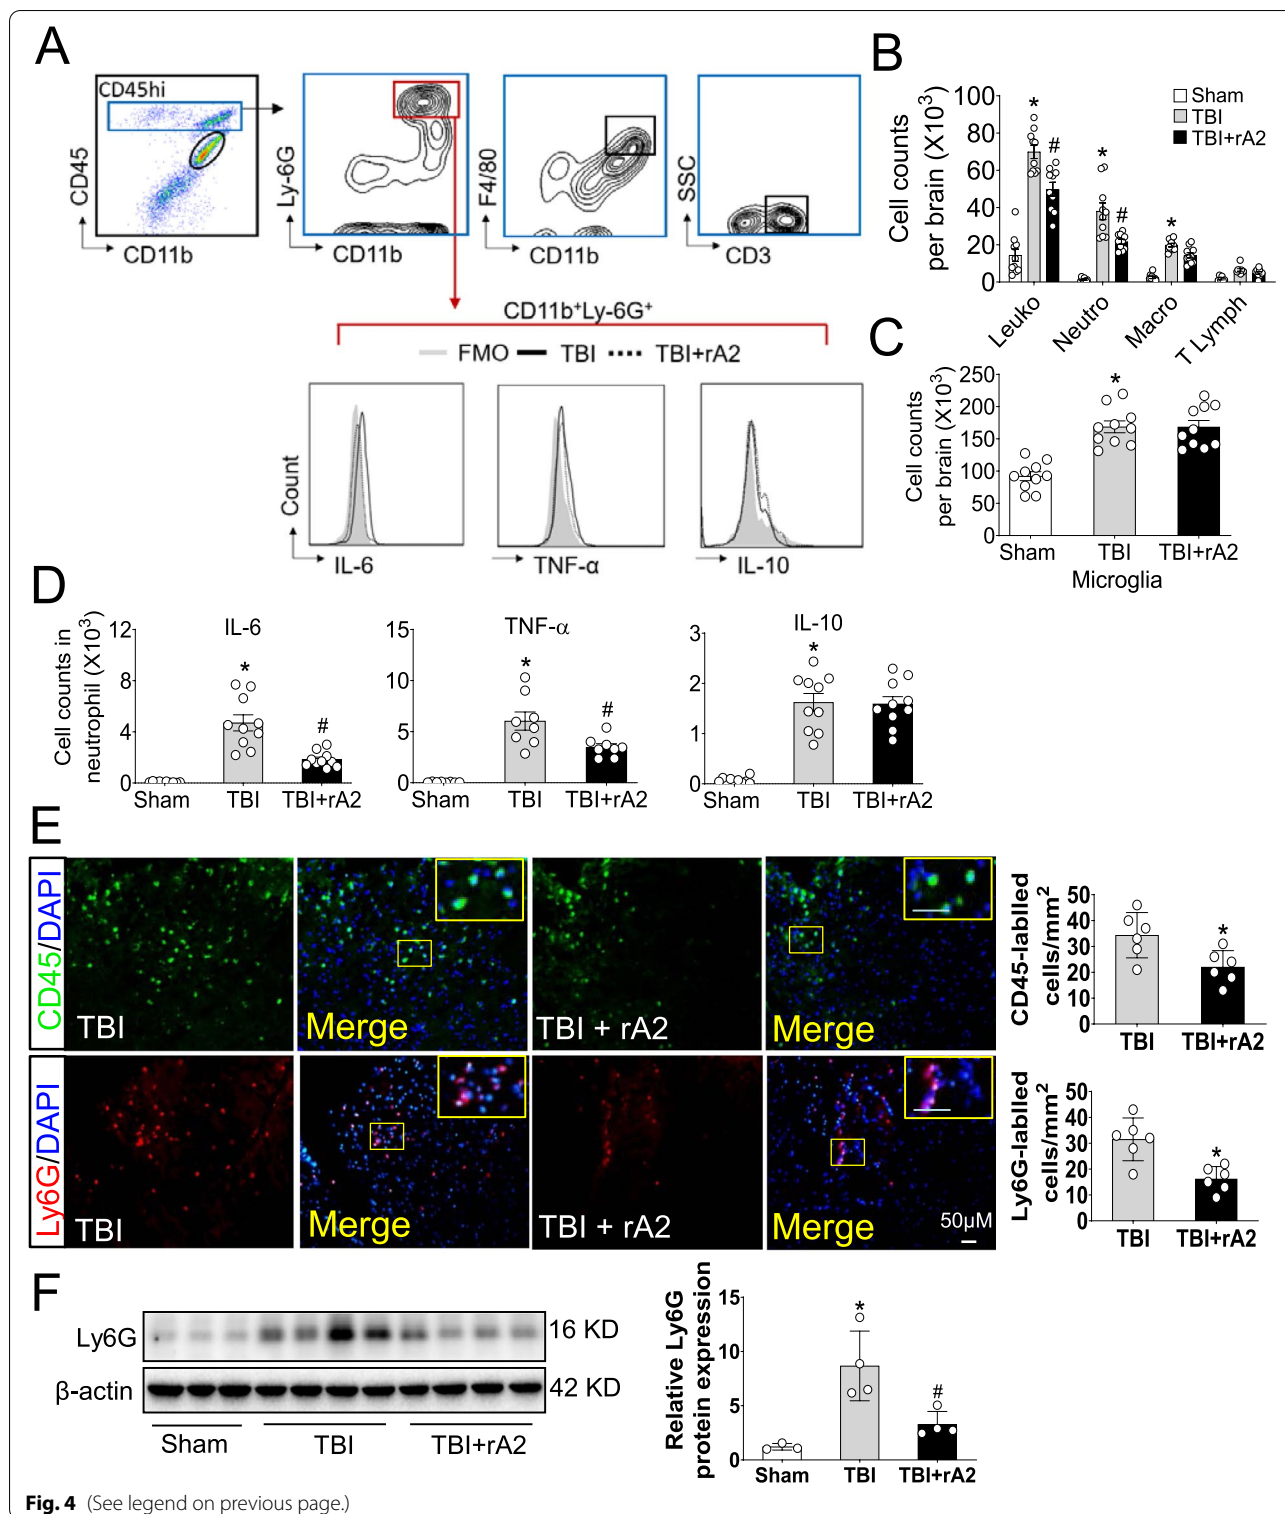 A
CD45hi
CD45
CD11b
Ly-6G
CD11b
F4/80
CD11b
SSC
CD3
CD11b⁺Ly-6G⁺
FMO TBI TBI+rA2
Count
IL-6
TNF-α
IL-10
B
Cell counts
per brain (X10³)
100
80
60
40
20
0
Sham
TBI
TBI+rA2
*
#
*
#
*
Leuko
Neutro
Macro
T Lymph
C
Cell counts
per brain (X10³)
250
200
150
100
50
0
*
Sham
TBI
TBI+rA2
Microglia
D
Cell counts in
neutrophil (X10³)
IL-6
12
8
4
0
*
#
Sham
TBI
TBI+rA2
TNF-α
15
10
5
0
*
#
Sham
TBI
TBI+rA2
IL-10
3
2
1
0
*
Sham
TBI
TBI+rA2
E
CD45/DAPI
TBI
Merge
TBI + rA2
Merge
CD45-lablled
cells/mm²
50
40
30
20
10
0
*
TBI
TBI+rA2
Ly6G/DAPI
TBI
Merge
TBI + rA2
Merge
50µM
Ly6G-lablled
cells/mm²
50
40
30
20
10
0
*
TBI
TBI+rA2
F
Ly6G
16 KD
β-actin
42 KD
Sham
TBI
TBI+rA2
Relative Ly6G
protein expression
15
10
5
0
*
#
Sham
TBI
TBI+rA2
Fig. 4 (See legend on previous page.)